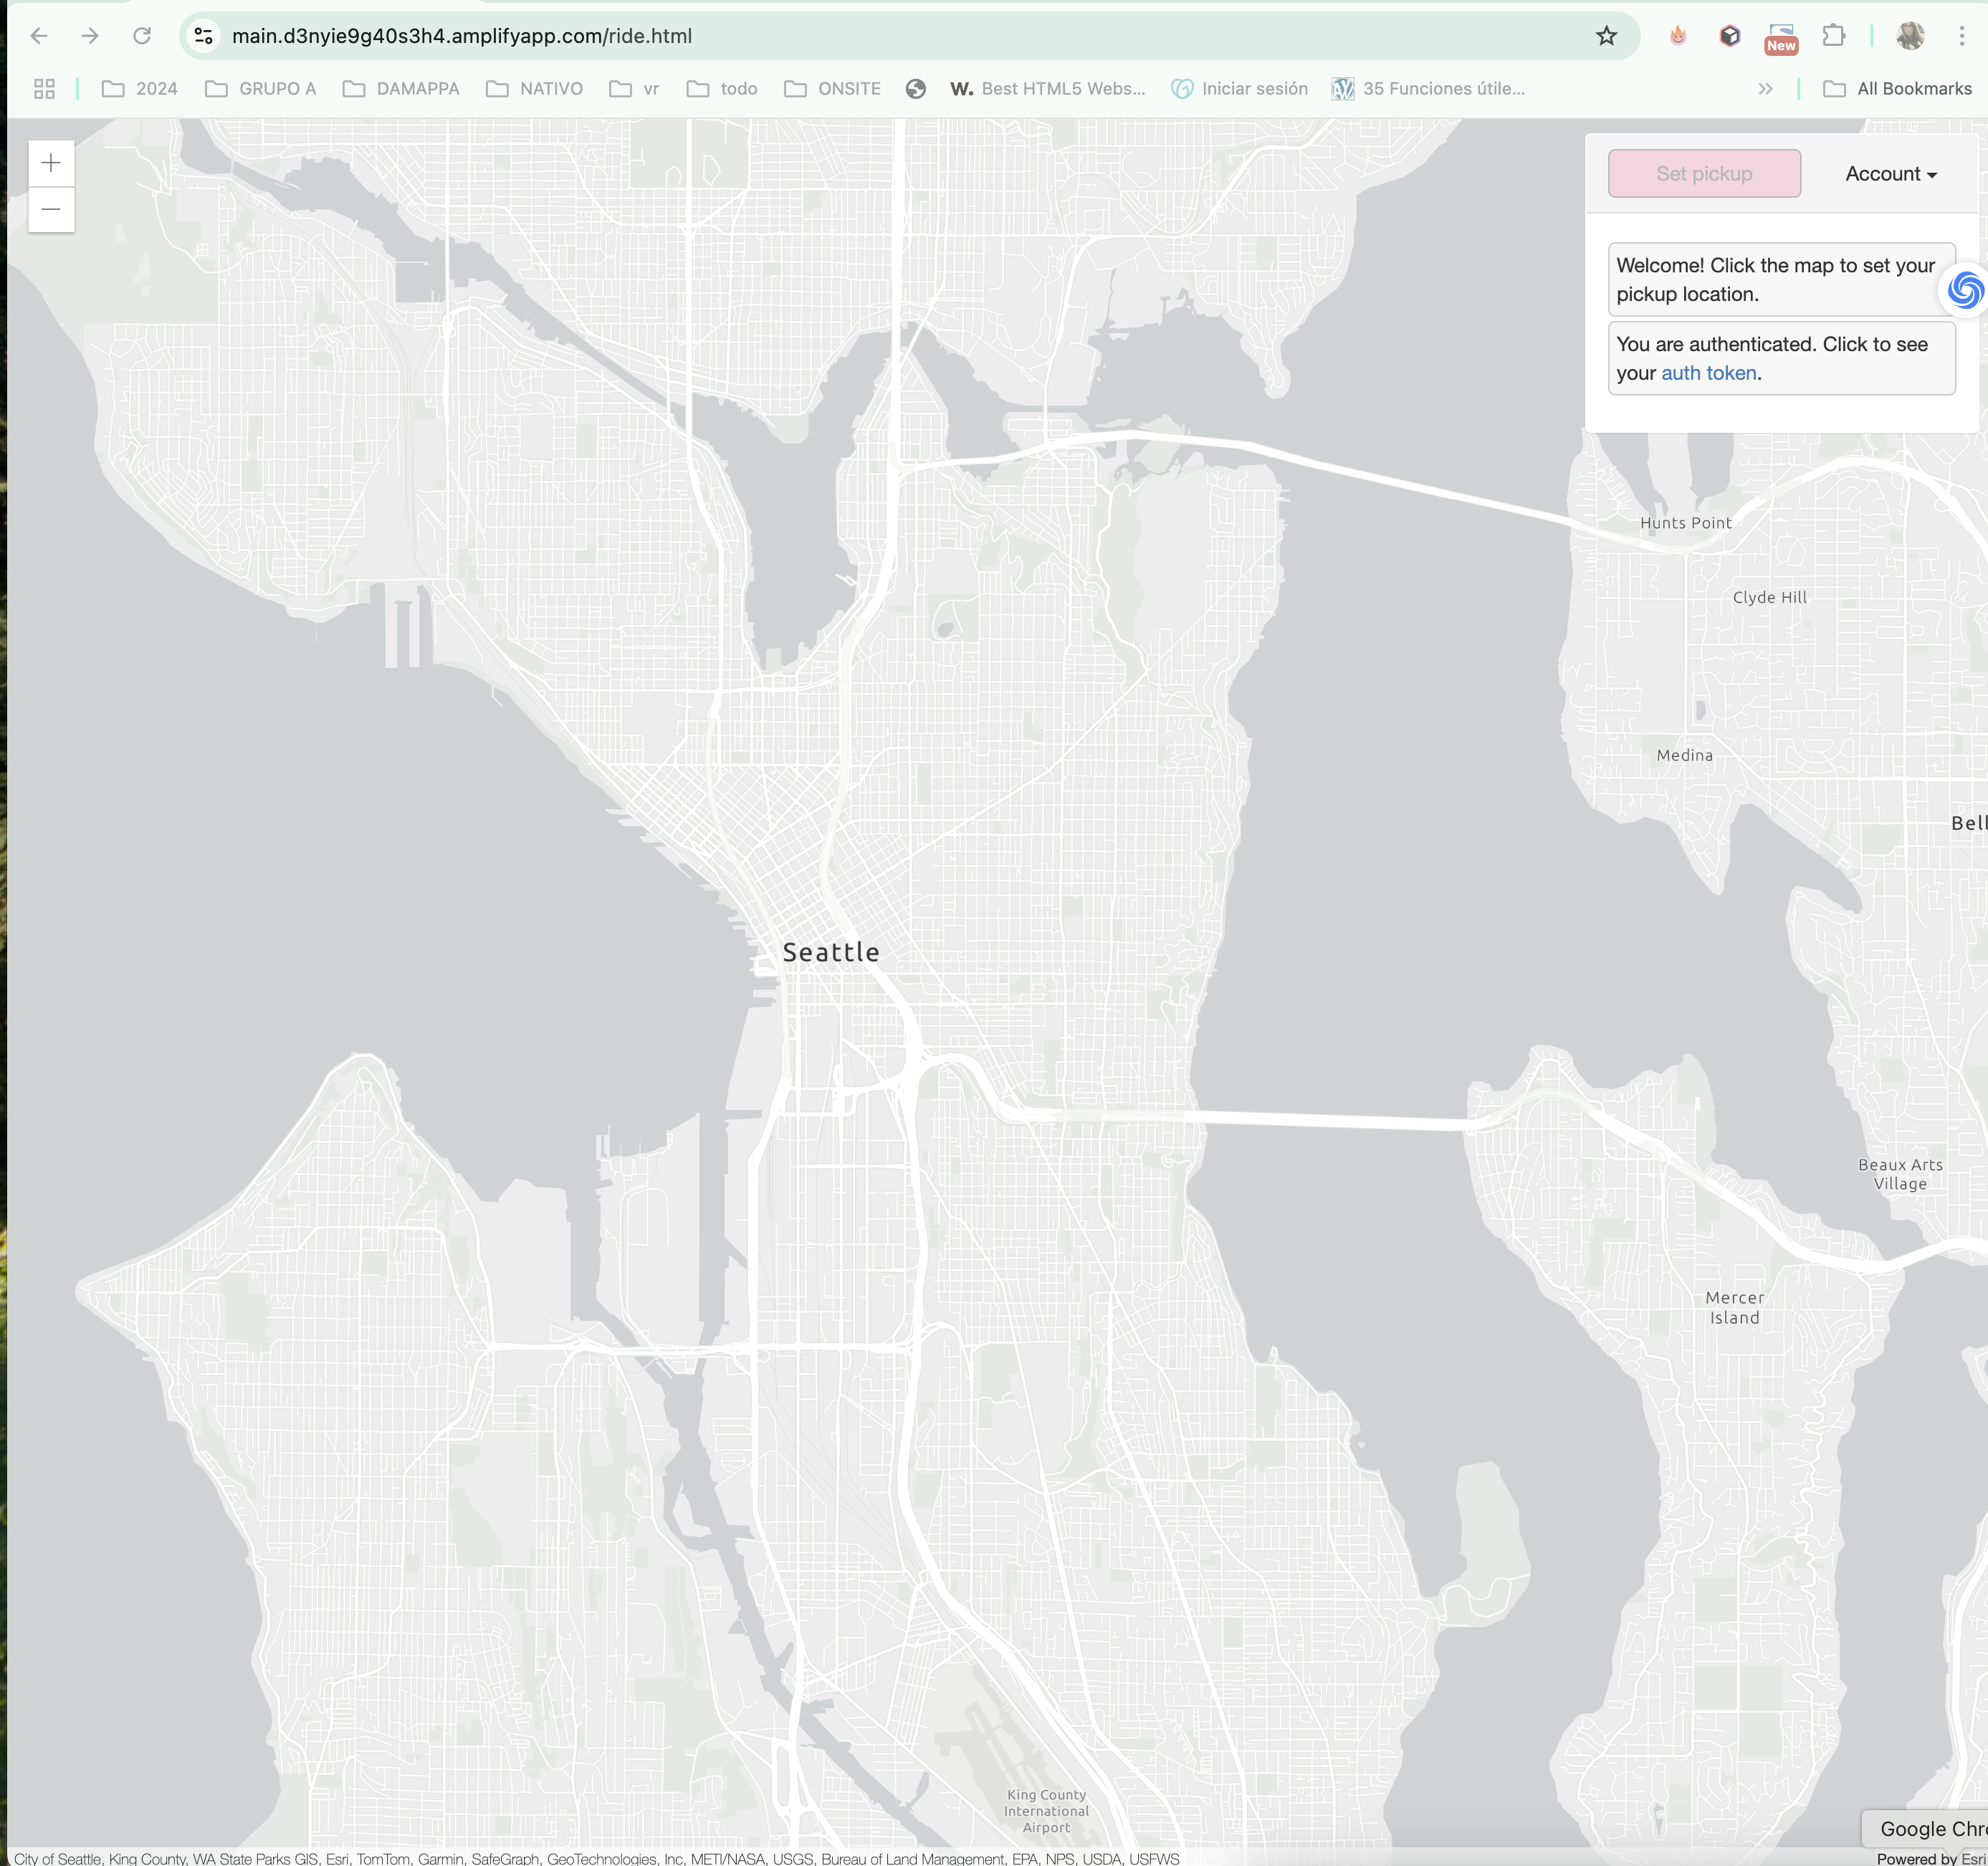 main.d3nyie9g40s3h4.amplifyapp.com/ride.html
New
2024
GRUPO A
DAMAPPA
NATIVO
vr
todo
ONSITE
W. Best HTML5 Webs...
Iniciar sesión
35 Funciones útile...
All Bookmarks
+
−
Set pickup
Account
Welcome! Click the map to set your
pickup location.
You are authenticated. Click to see
your auth token.
Hunts Point
Clyde Hill
Medina
Bell
Seattle
Beaux Arts
Village
Mercer
Island
King County
International
Airport
Google Chr
City of Seattle, King County, WA State Parks GIS, Esri, TomTom, Garmin, SafeGraph, GeoTechnologies, Inc, METI/NASA, USGS, Bureau of Land Management, EPA, NPS, USDA, USFWS
Powered by Esri